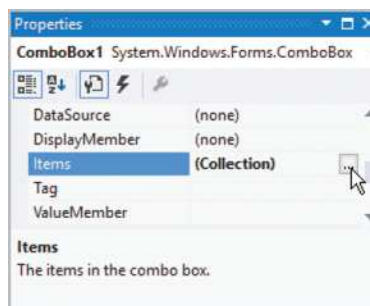 Properties
ComboBox1 System.Windows.Forms.ComboBox
DataSource (none)
DisplayMember (none)
Items (Collection) ...
Tag
ValueMember
Items
The items in the combo box.